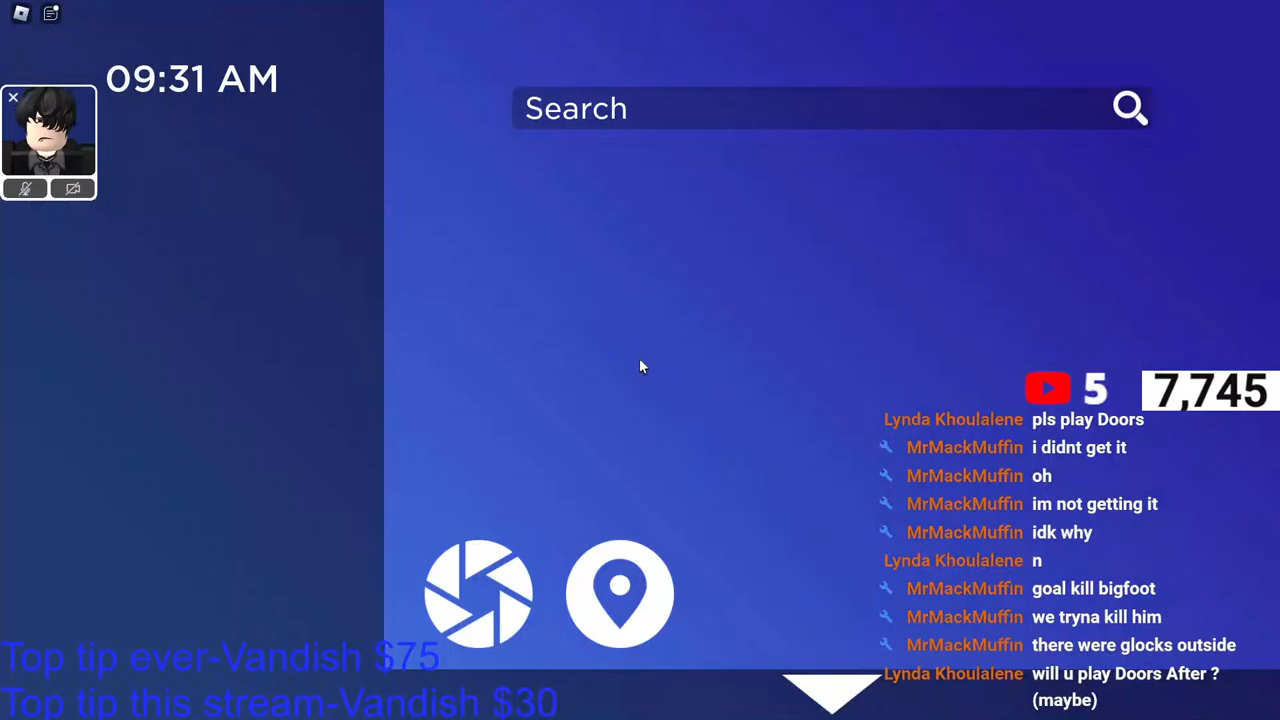 09:31 AM
Search
5
7,745
Lynda Khoulalene pls play Doors
MrMackMuffin i didnt get it
MrMackMuffin oh
MrMackMuffin im not getting it
MrMackMuffin idk why
Lynda Khoulalene n
MrMackMuffin goal kill bigfoot
MrMackMuffin we tryna kill him
MrMackMuffin there were glocks outside
Lynda Khoulalene will u play Doors After ?
(maybe)
Top tip ever-Vandish $75
Top tip this stream-Vandish $30